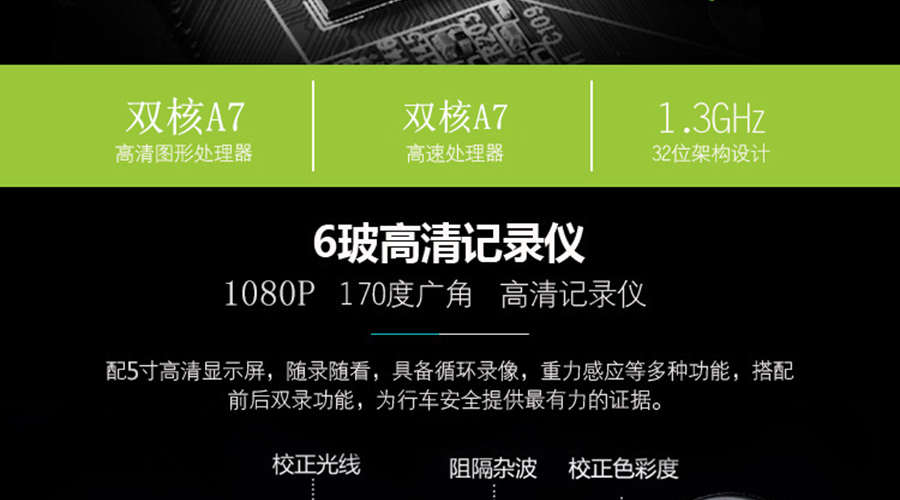 双核A7
高清图形处理器
双核A7
高速处理器
1.3GHz
32位架构设计
6玻高清记录仪
1080P 170度广角 高清记录仪
配5寸高清显示屏，随录随看，具备循环录像，重力感应等多种功能，搭配
前后双录功能，为行车安全提供最有力的证据。
校正光线
阻隔杂波
校正色彩度